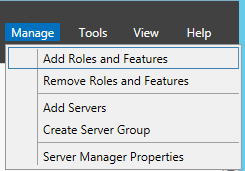 Manage Tools View Help
Add Roles and Features
Remove Roles and Features
Add Servers
Create Server Group
Server Manager Properties